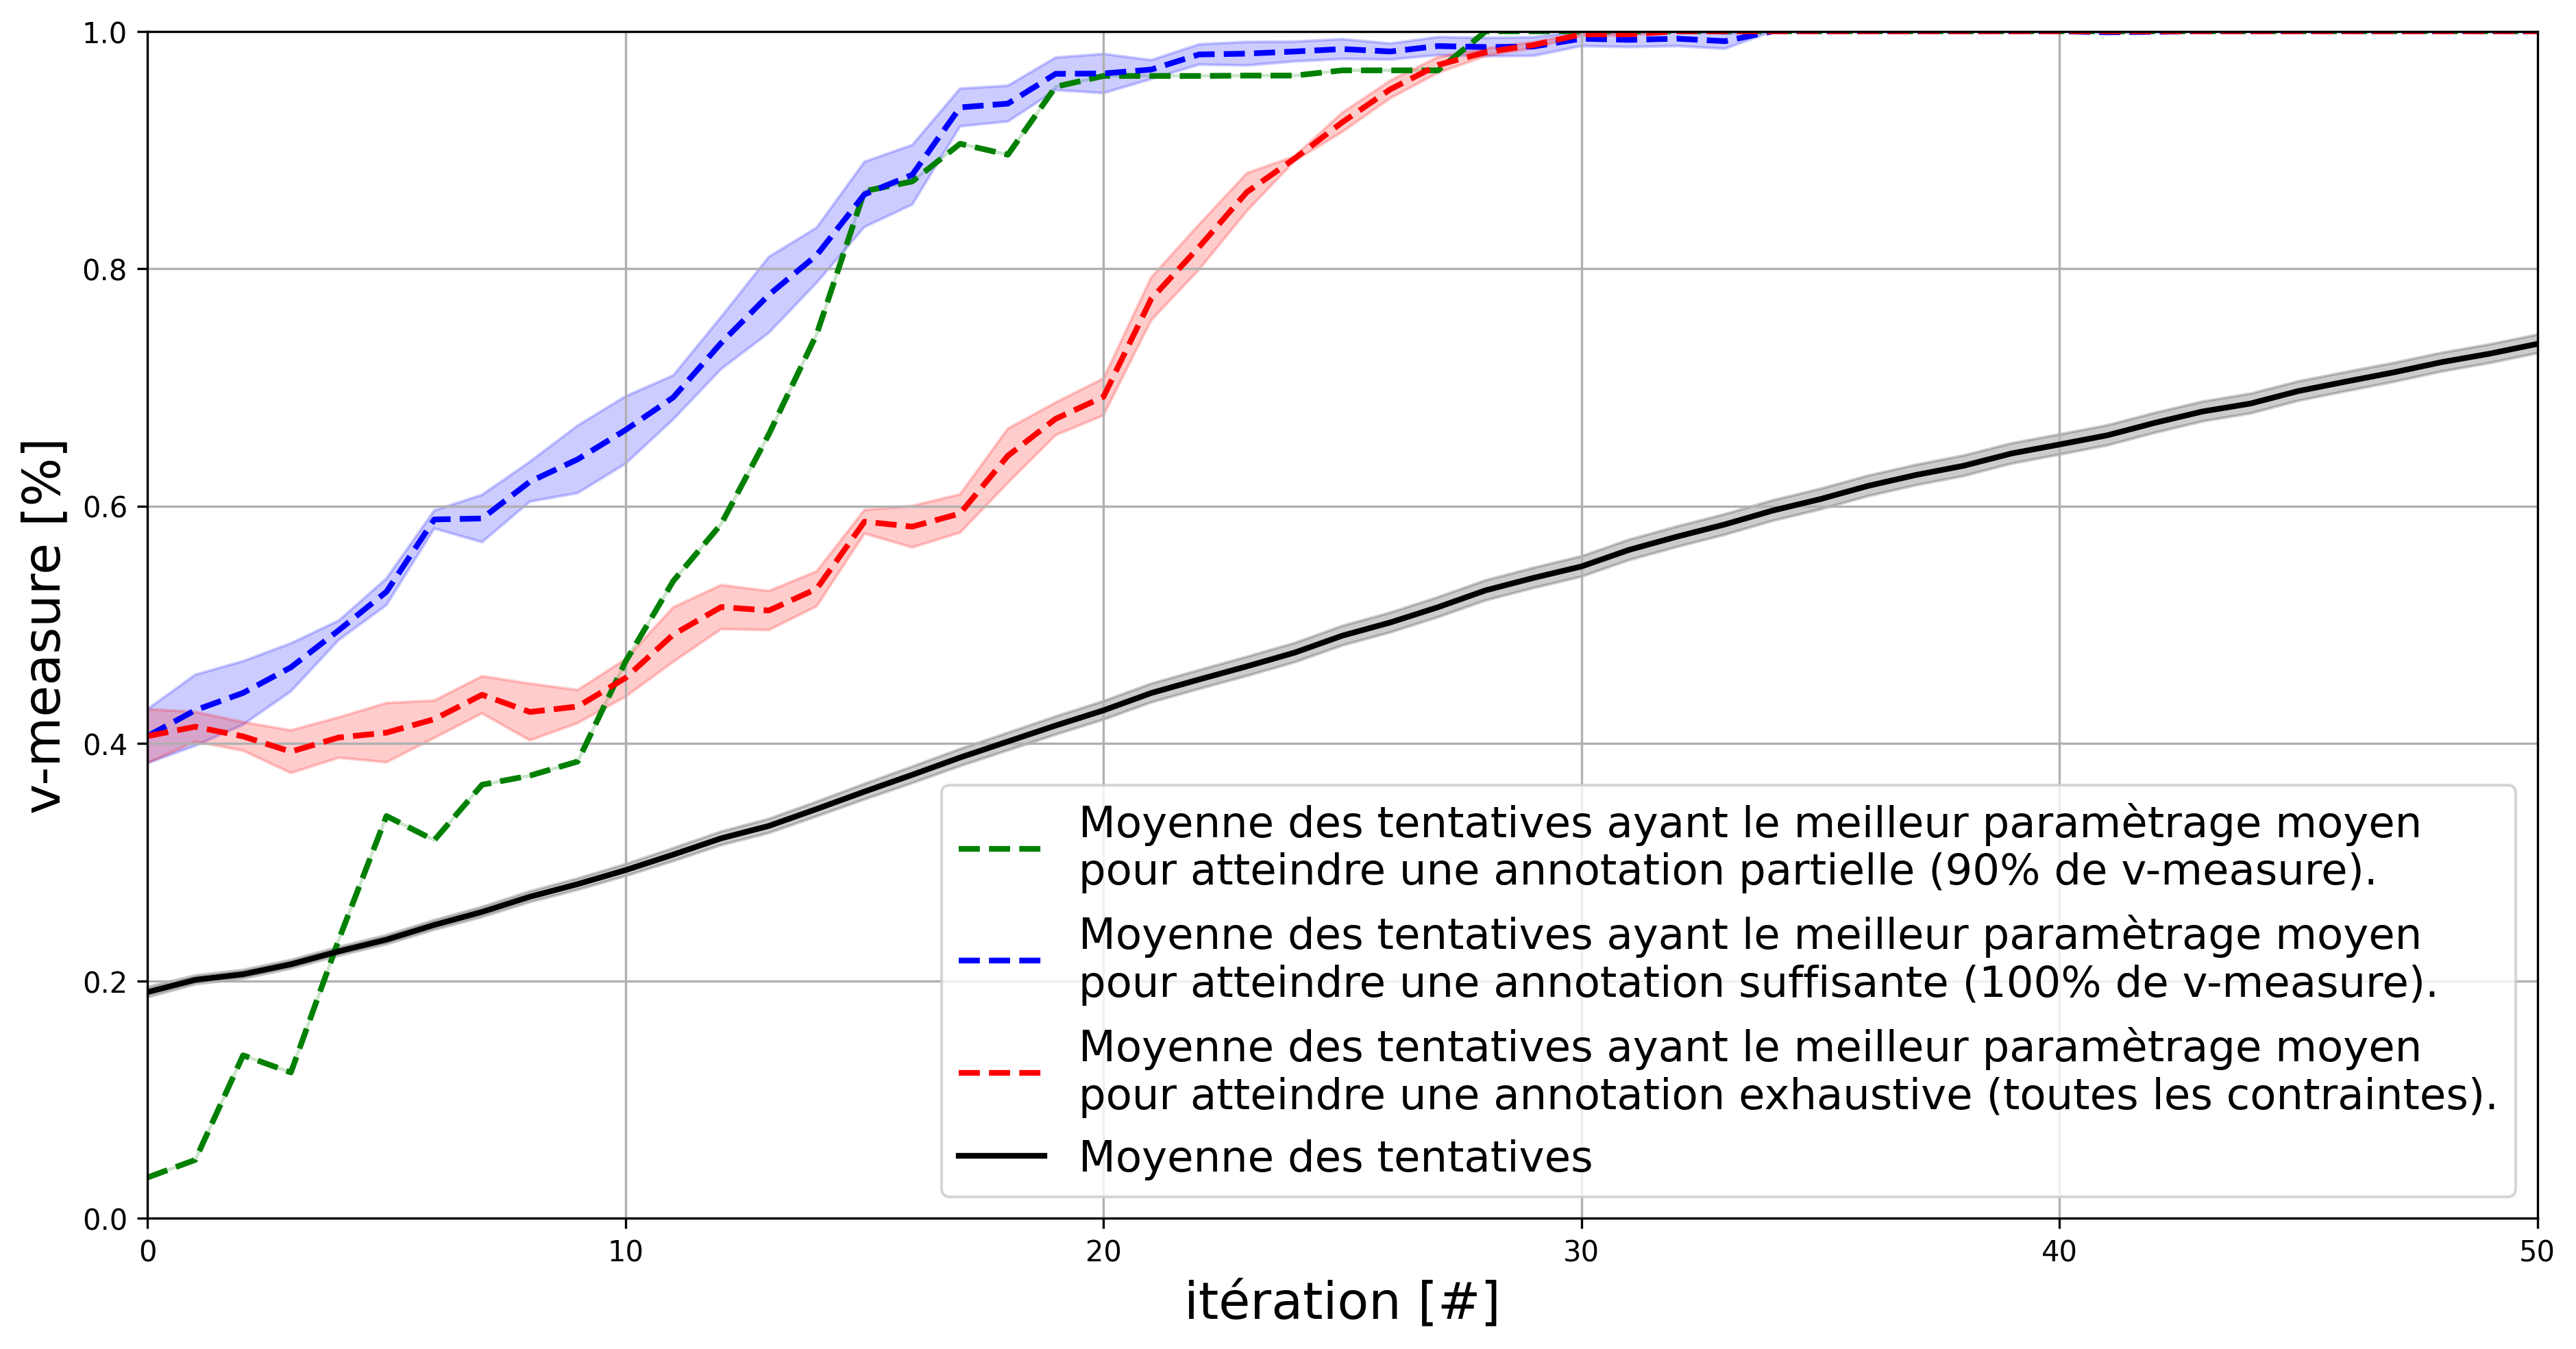 1.0
0.8
0.6
0.4
0.2
0.0
v-measure [%]
Moyenne des tentatives ayant le meilleur paramètrage moyen
pour atteindre une annotation partielle (90% de v-measure).
Moyenne des tentatives ayant le meilleur paramètrage moyen
pour atteindre une annotation suffisante (100% de v-measure).
Moyenne des tentatives ayant le meilleur paramètrage moyen
pour atteindre une annotation exhaustive (toutes les contraintes).
Moyenne des tentatives
0 10 20 30 40 50
itération [#]